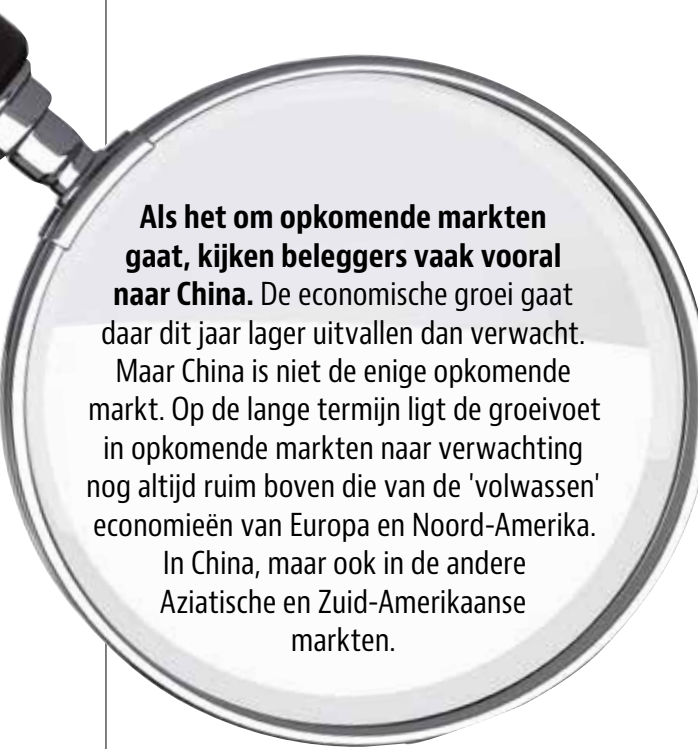 Als het om opkomende markten
gaat, kijken beleggers vaak vooral
naar China. De economische groei gaat
daar dit jaar lager uitvallen dan verwacht.
Maar China is niet de enige opkomende
markt. Op de lange termijn ligt de groeivoet
in opkomende markten naar verwachting
nog altijd ruim boven die van de 'volwassen'
economieën van Europa en Noord-Amerika.
In China, maar ook in de andere
Aziatische en Zuid-Amerikaanse
markten.